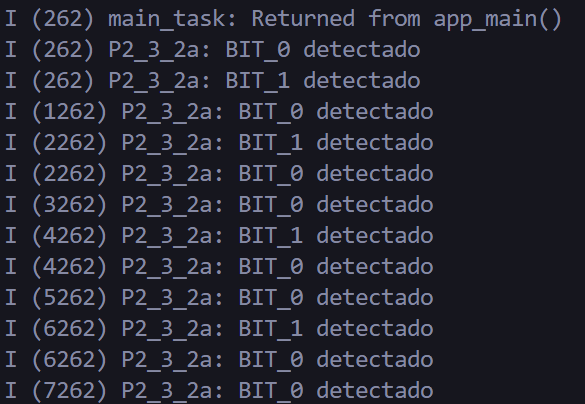 I (262) main_task: Returned from app_main()
I (262) P2_3_2a: BIT_0 detectado
I (262) P2_3_2a: BIT_1 detectado
I (1262) P2_3_2a: BIT_0 detectado
I (2262) P2_3_2a: BIT_1 detectado
I (2262) P2_3_2a: BIT_0 detectado
I (3262) P2_3_2a: BIT_0 detectado
I (4262) P2_3_2a: BIT_1 detectado
I (4262) P2_3_2a: BIT_0 detectado
I (5262) P2_3_2a: BIT_0 detectado
I (6262) P2_3_2a: BIT_1 detectado
I (6262) P2_3_2a: BIT_0 detectado
I (7262) P2_3_2a: BIT_0 detectado